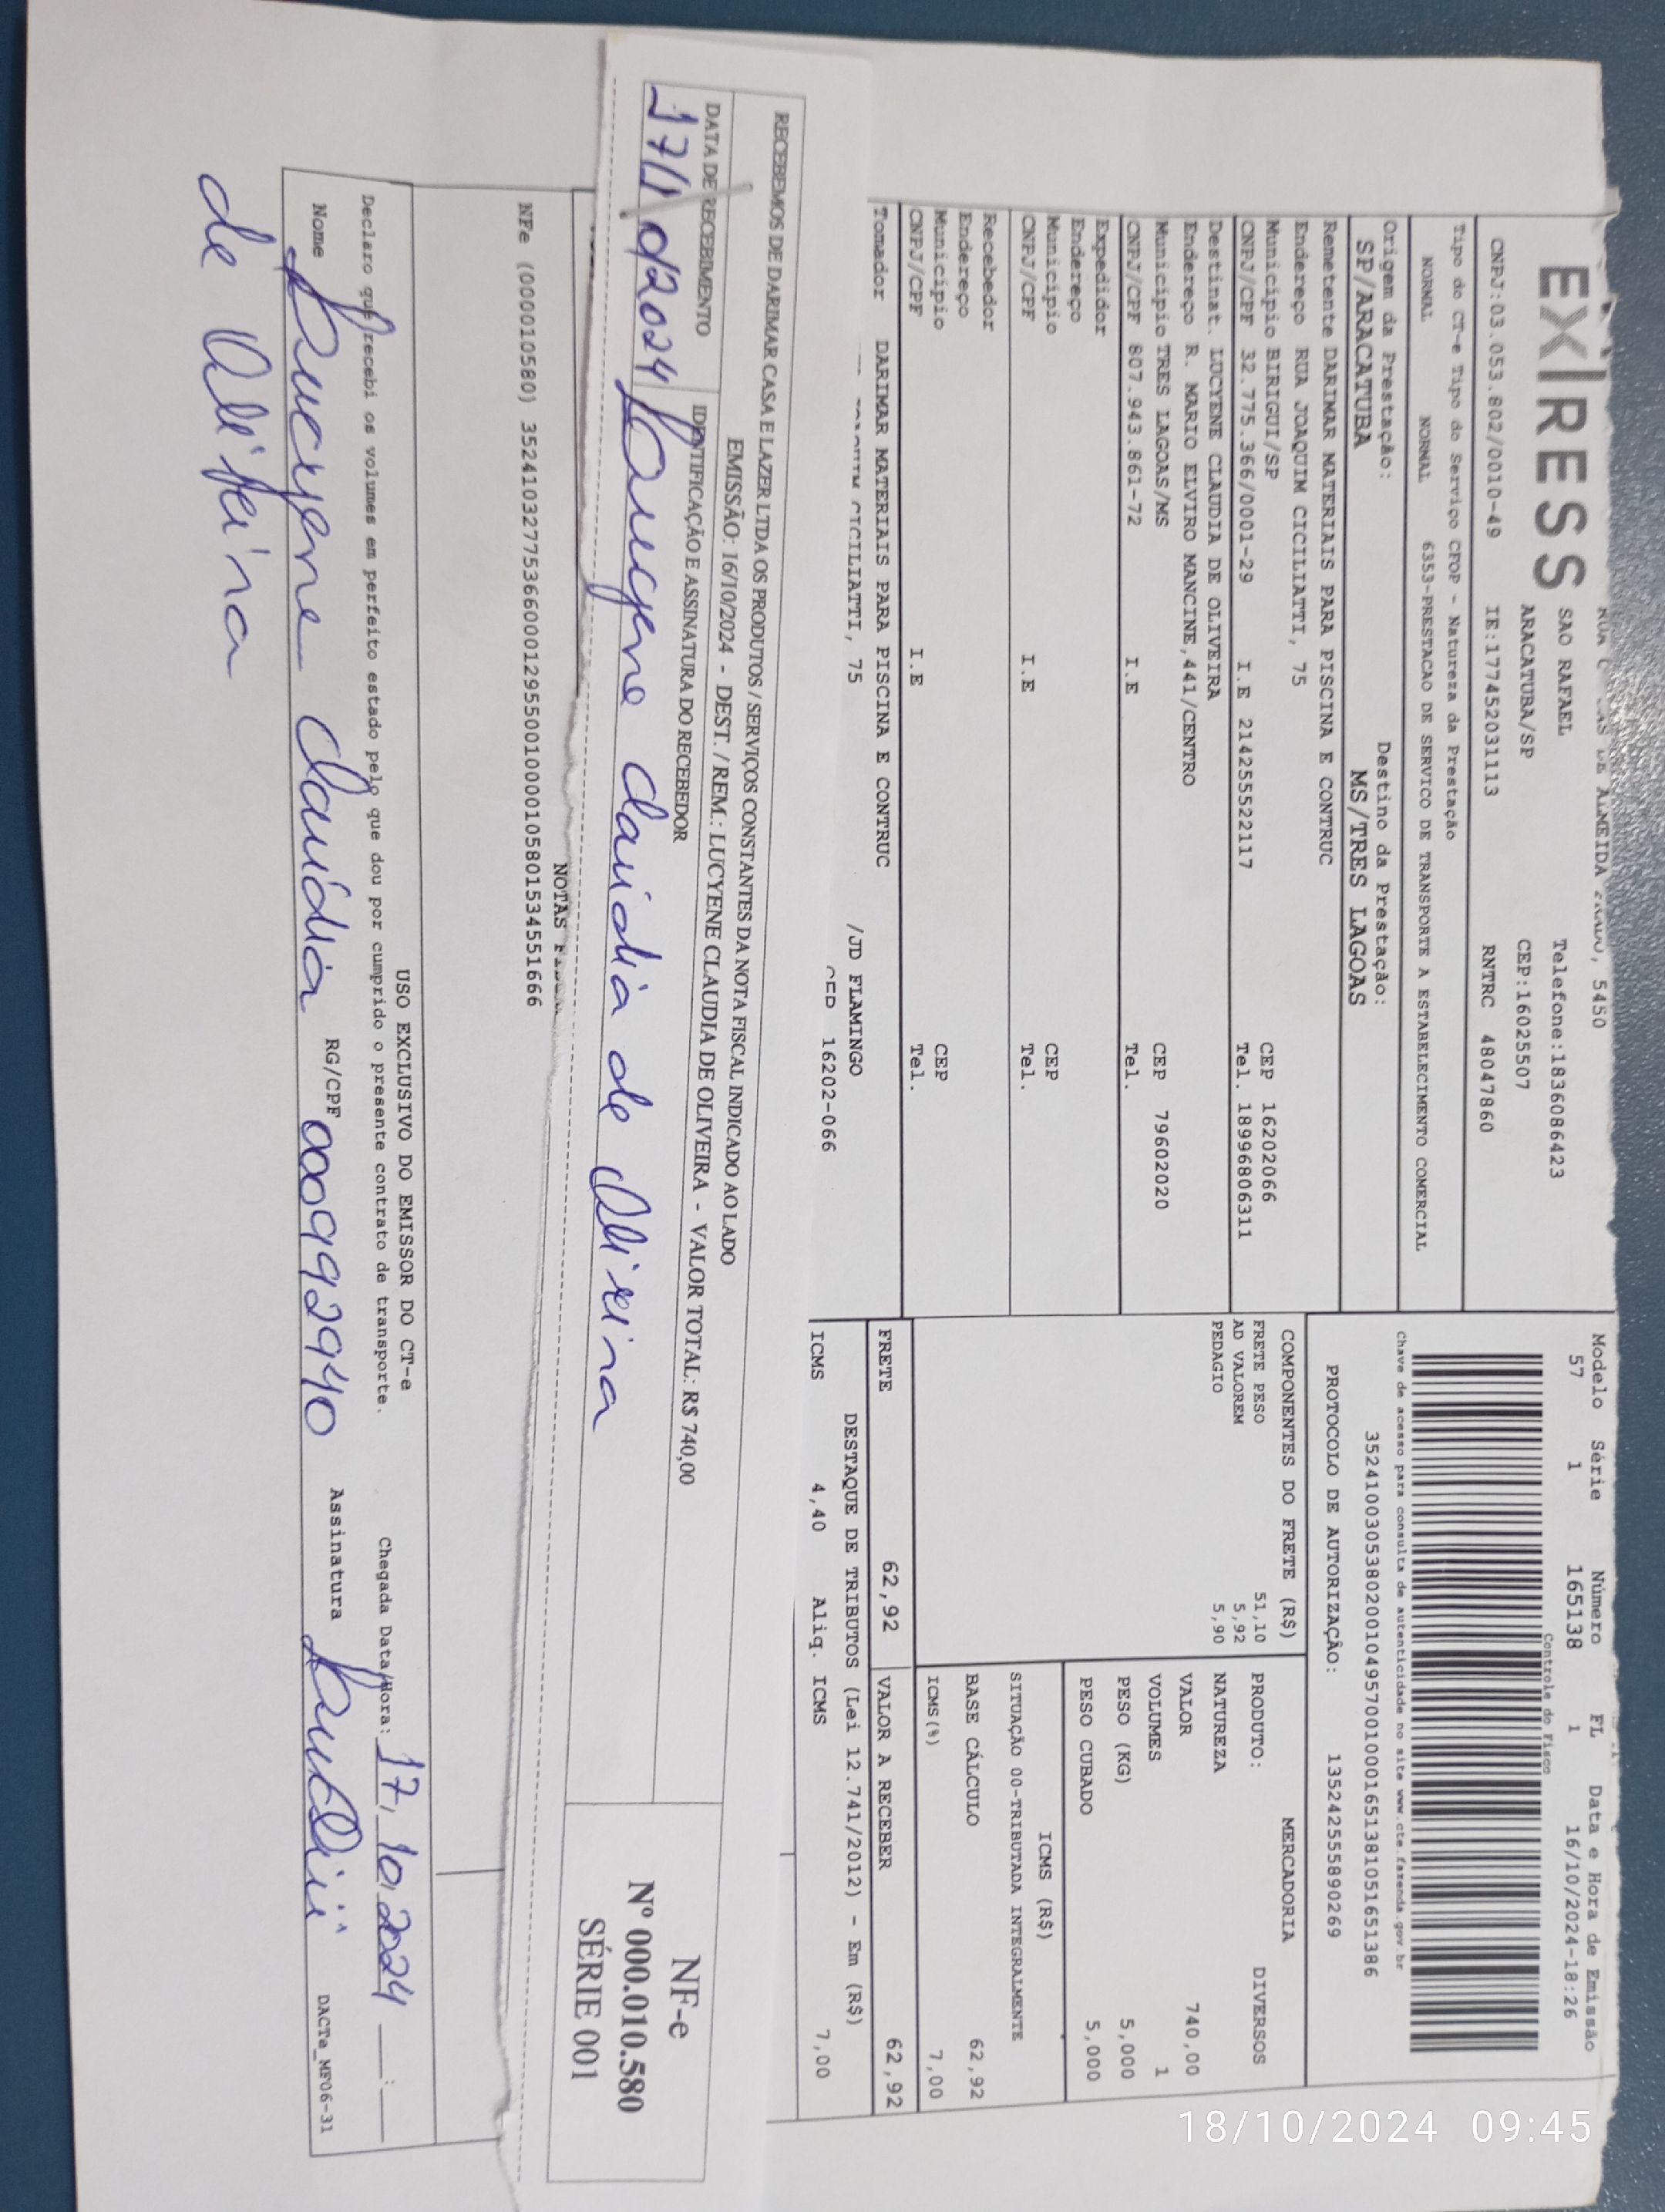 EXPRESS
ALMEIDA PRADO, 5450
SAO RAFAEL Telefone:1836086423
ARACATUBA/SP CEP:16025507
CNPJ:03.053.802/0010-49 IE:177452031113 RNTRC 48047860
Modelo Série Número FL Data e Hora de Emissão
57 1 165138 1 16/10/2024-18:26
Controle do Fisco
Chave de acesso para consulta de autenticidade no site www.cte.fazenda.gov.br
35241003053802001049570010001651381051651386
PROTOCOLO DE AUTORIZAÇÃO: 135242555890269
Tipo do CT-e Tipo do Serviço CFOP - Natureza da Prestação
NORMAL NORMAL 6353-PRESTACAO DE SERVICO DE TRANSPORTE A ESTABELECIMENTO COMERCIAL
Origem da Prestação: Destino da Prestação:
SP/ARACATUBA MS/TRES LAGOAS
Remetente DARIMAR MATERIAIS PARA PISCINA E CONTRUC
Endereço RUA JOAQUIM CICILIATTI, 75
Município BIRIGUI/SP CEP 16202066
CNPJ/CPF 32.775.366/0001-29 I.E 214255522117 Tel. 18996806311
Destinat. LUCYENE CLAUDIA DE OLIVEIRA
Endereço R. MARIO ELVIRO MANCINE,441/CENTRO
Município TRES LAGOAS/MS CEP 79602020
CNPJ/CPF 807.943.861-72 I.E Tel.
Expedidor
Endereço
Município CEP
CNPJ/CPF I.E Tel.
Recebedor
Endereço
Município CEP
CNPJ/CPF I.E Tel.
Tomador DARIMAR MATERIAIS PARA PISCINA E CONTRUC
CICILIATTI, 75 /JD FLAMINGO
CEP 16202-066
COMPONENTES DO FRETE (R$)
FRETE PESO 51,10
AD VALOREM 5,92
PEDAGIO 5,90
MERCADORIA
PRODUTO: DIVERSOS
NATUREZA
VALOR 740,00
VOLUMES 1
PESO (KG) 5,000
PESO CUBADO 5,000
ICMS (R$)
SITUAÇÃO 00-TRIBUTADA INTEGRALMENTE
BASE CÁLCULO 62,92
ICMS(%) 7,00
FRETE 62,92 VALOR A RECEBER 62,92
DESTAQUE DE TRIBUTOS (Lei 12.741/2012) - Em (R$)
ICMS 4,40 Aliq. ICMS 7,00
RECEBEMOS DE DARIMAR CASA E LAZER LTDA OS PRODUTOS / SERVIÇOS CONSTANTES DA NOTA FISCAL INDICADO AO LADO
EMISSÃO: 16/10/2024 - DEST. / REM.: LUCYENE CLAUDIA DE OLIVEIRA - VALOR TOTAL: R$ 740,00
DATA DE RECEBIMENTO IDENTIFICAÇÃO E ASSINATURA DO RECEBEDOR
17/10/2024 Lucyene Claudia de Oliveira
NF-e
Nº 000.010.580
SÉRIE 001
NOTAS
NFe (000010580) 35241032775366000129550010000105801534551666
USO EXCLUSIVO DO EMISSOR DO CT-e
Declaro que recebi os volumes em perfeito estado pelo que dou por cumprido o presente contrato de transporte. Chegada Data/Hora: 17, 10, 2024 ___:___
Nome Lucyene Claudia RG/CPF 000992940 Assinatura
de Oliveira
DACTe_MF06-31
18/10/2024 09:45